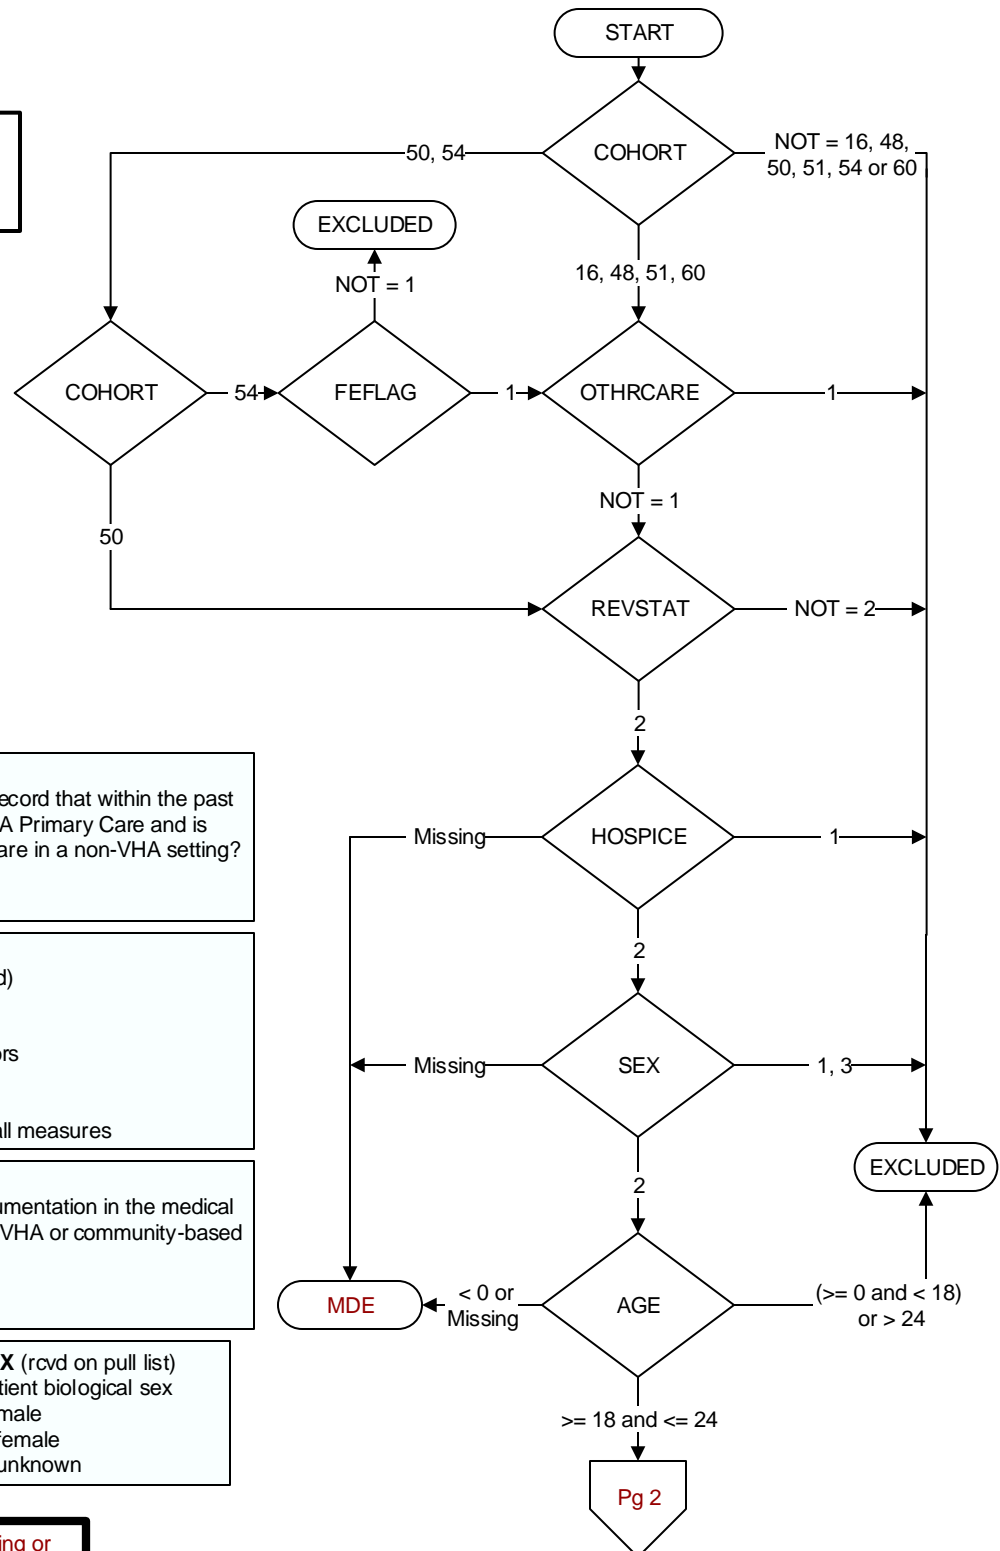 START
COHORT
50, 54
NOT = 16, 48,
50, 51, 54 or 60
EXCLUDED
NOT = 1
16, 48, 51, 60
COHORT
54
FEFLAG
1
OTHRCARE
1
NOT = 1
50
REVSTAT
NOT = 2
2
ecord that within the past
A Primary Care and is
are in a non-VHA setting?
Missing
HOSPICE
1
2
d)
ors
all measures
Missing
SEX
1, 3
EXCLUDED
2
umentation in the medical
VHA or community-based
MDE
< 0 or
Missing
AGE
(>= 0 and < 18)
or > 24
X (rcvd on pull list)
tient biological sex
male
female
unknown
>= 18 and <= 24
Pg 2
ing or